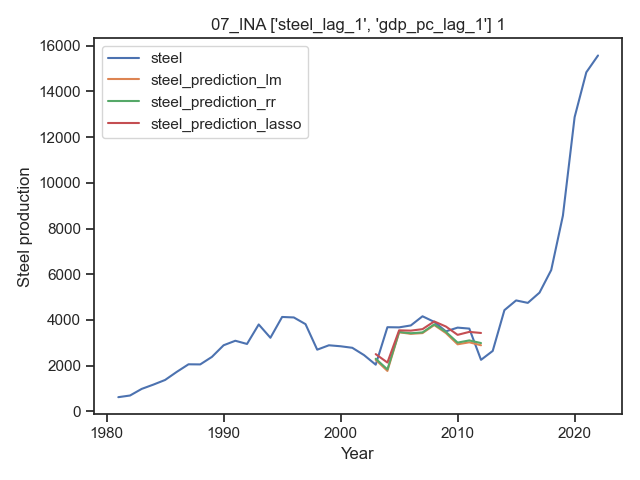 07_INA ['steel_lag_1', 'gdp_pc_lag_1'] 1
steel
steel_prediction_lm
steel_prediction_rr
steel_prediction_lasso
Steel production
16000
14000
12000
10000
8000
6000
4000
2000
0
1980
1990
2000
2010
2020
Year